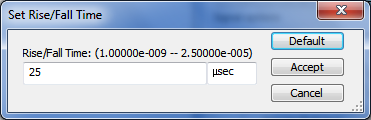 Set Rise/Fall Time
Default
Rise/Fall Time: (1.00000e-009 -- 2.50000e-005)
25 µsec
Accept
Cancel